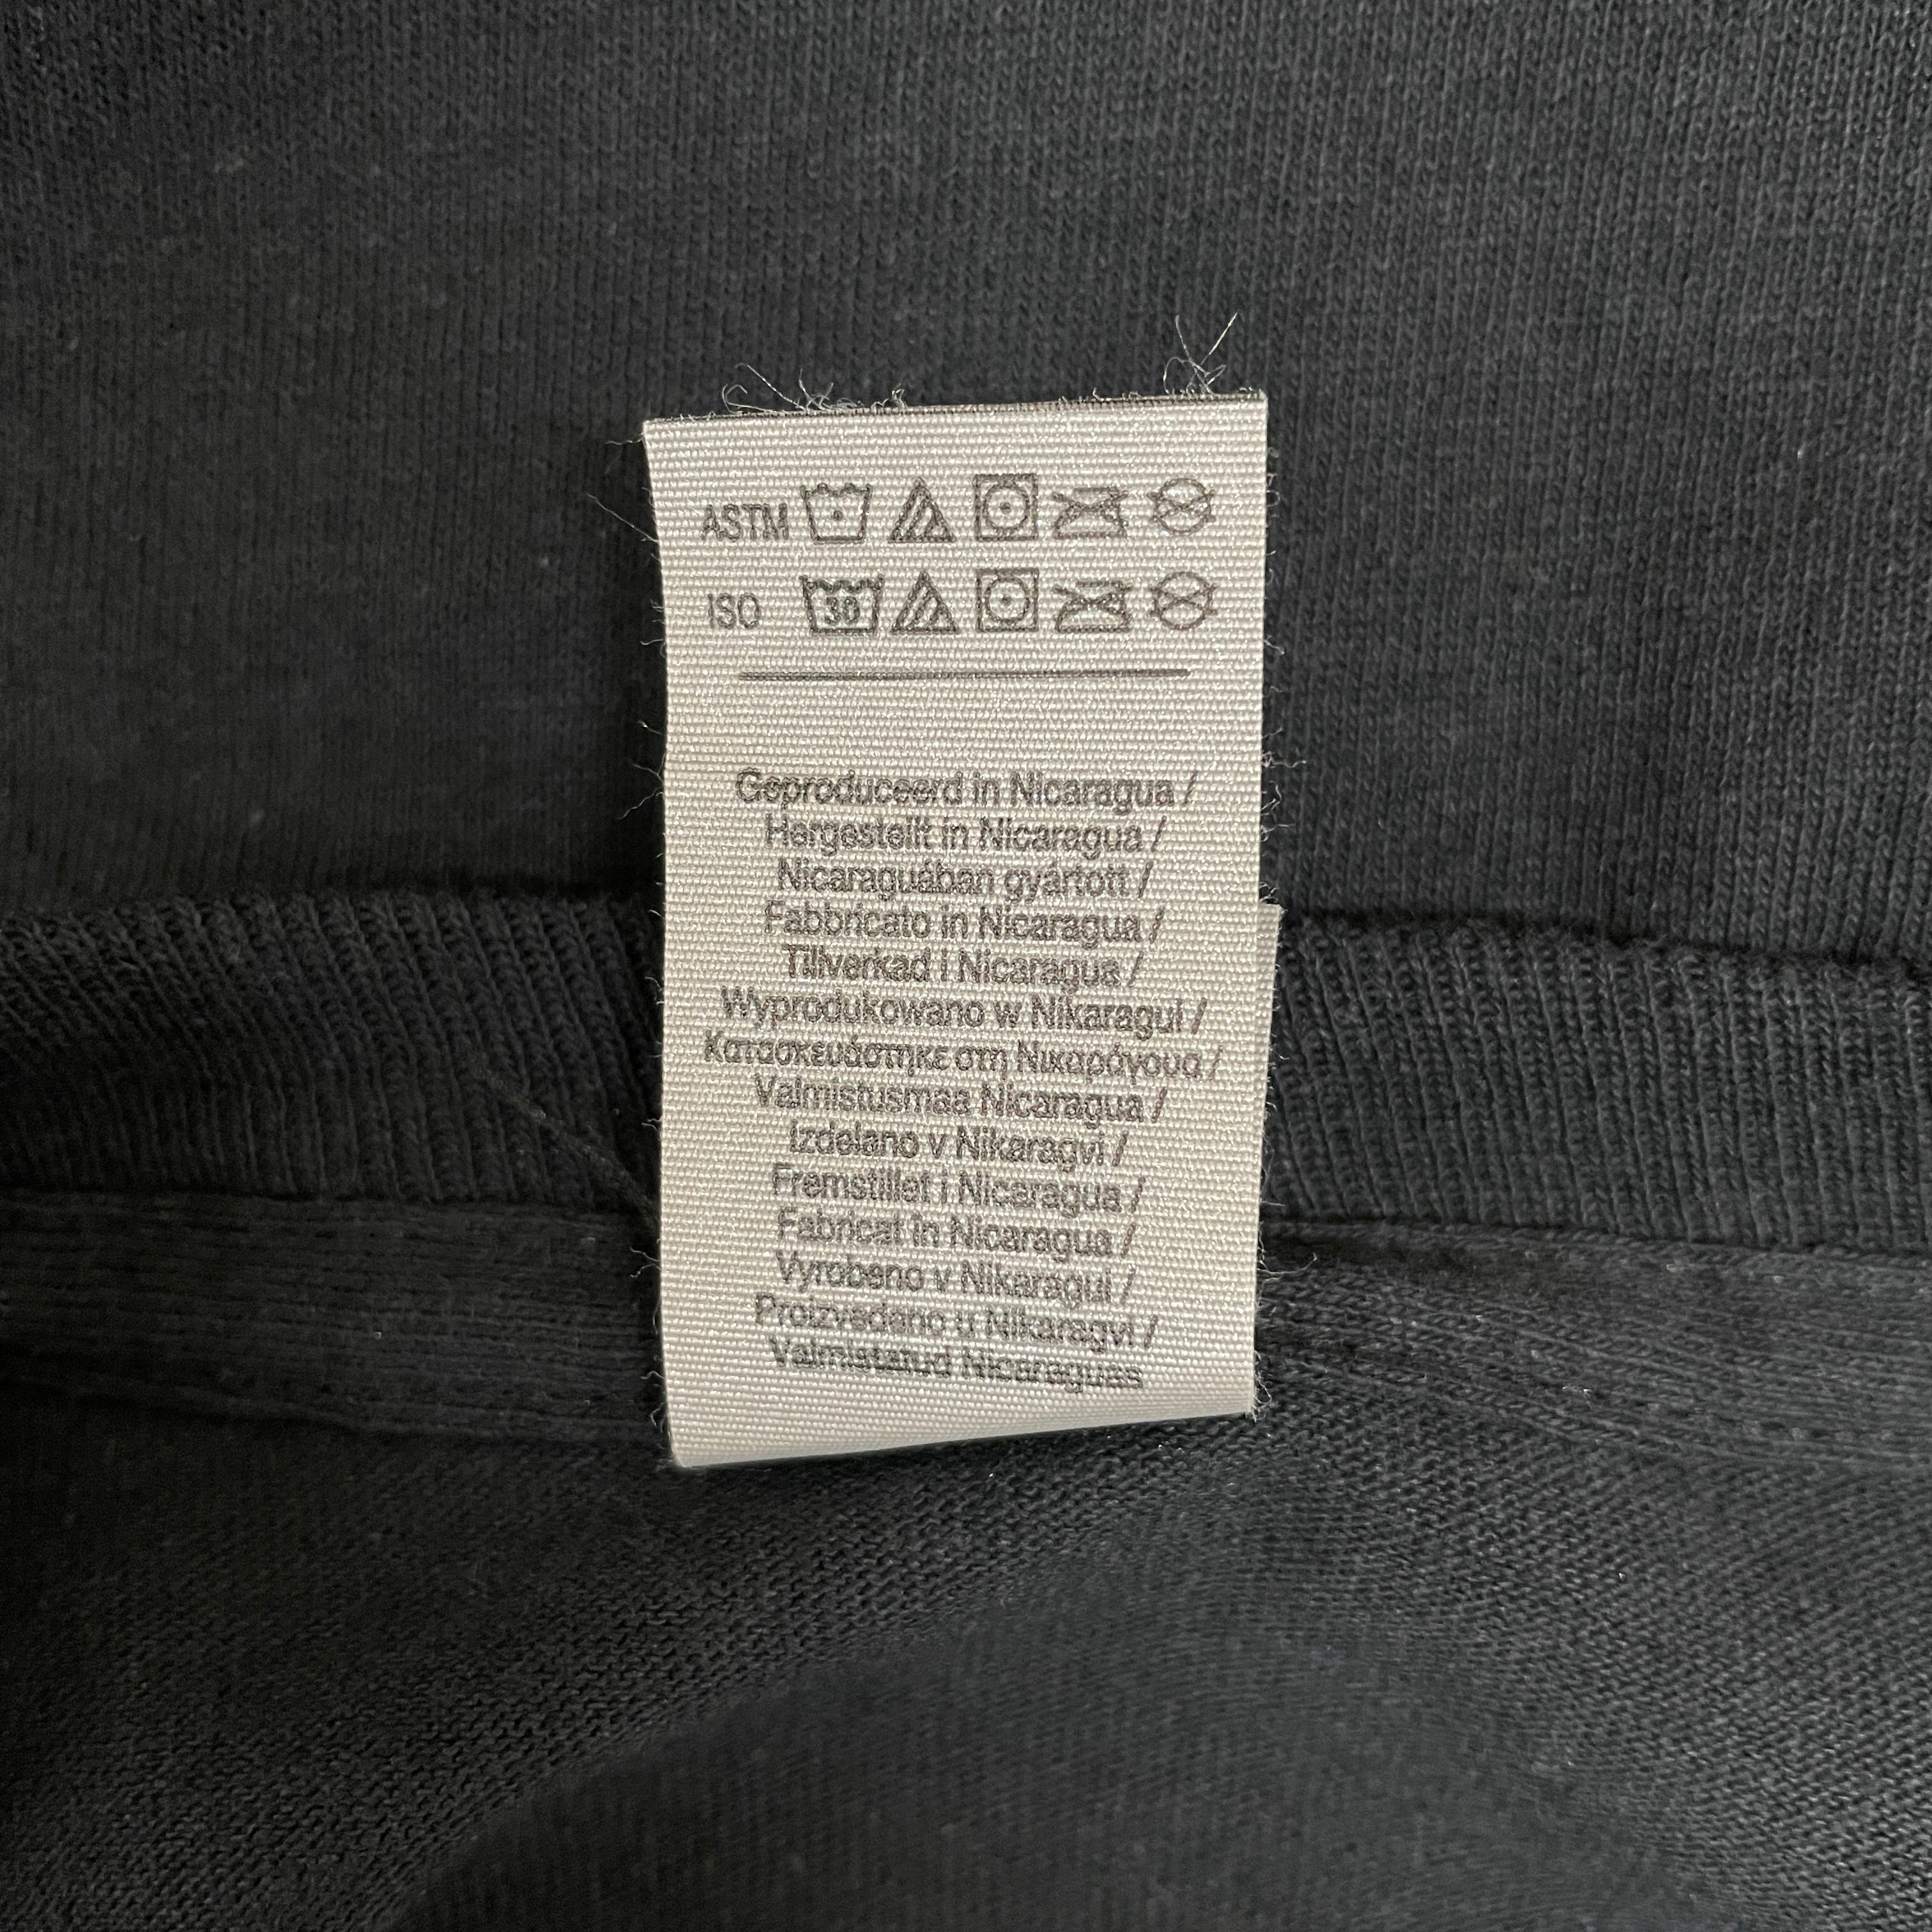 ASTM
ISO 30
Geproduceerd in Nicaragua /
Hergestellt in Nicaragua /
Nicaraguában gyártott /
Fabbricato in Nicaragua /
Tillverkad i Nicaragua /
Wyprodukowano w Nikaragui /
Κατασκευάστηκε στη Νικαράγουα /
Valmistusmaa Nicaragua /
Izdelano v Nikaragvi /
Fremstillet i Nicaragua /
Fabricat în Nicaragua /
Vyrobeno v Nikaragui /
Proizvedeno u Nikaragvi /
Valmistatud Nicaraguas